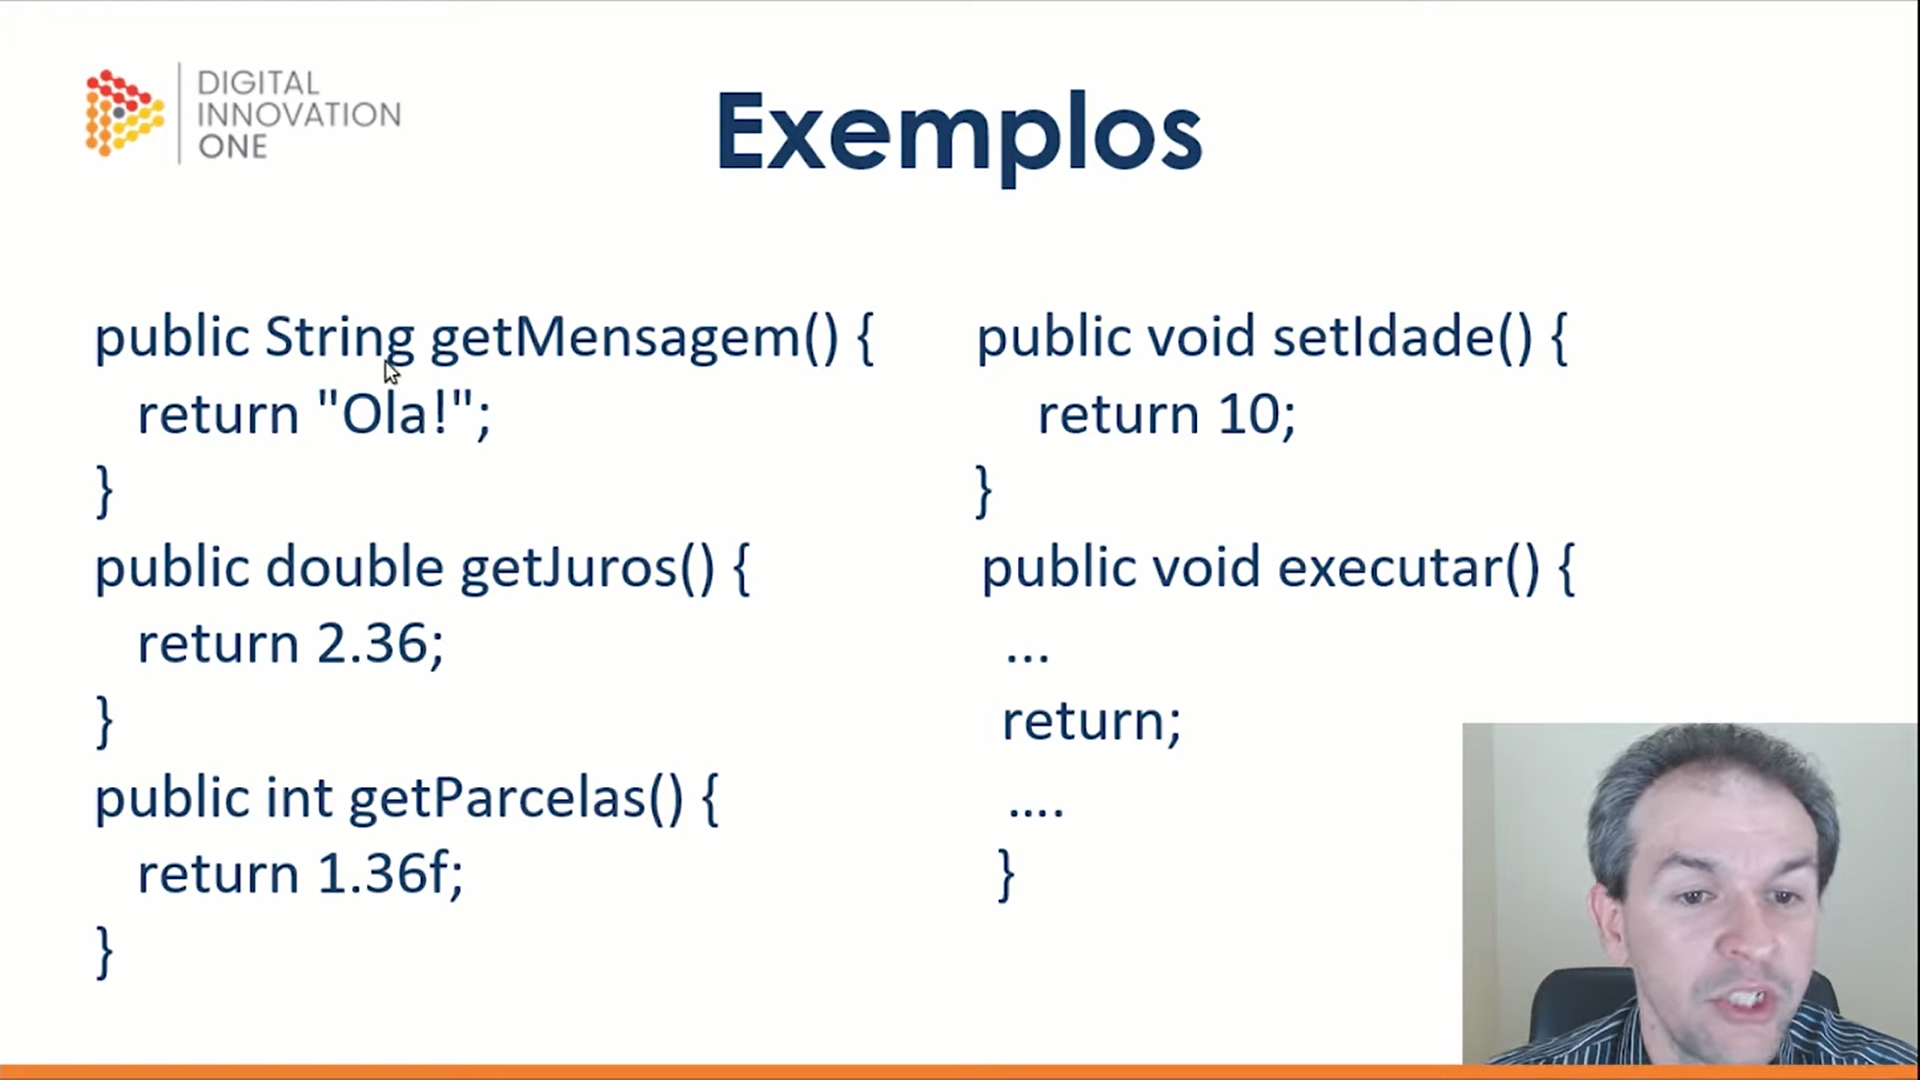 DIGITAL
INNOVATION
ONE
Exemplos
public String getMensagem() {
return "Ola!";
}
public double getJuros() {
return 2.36;
}
public int getParcelas() {
return 1.36f;
}
public void setIdade() {
return 10;
}
public void executar() {
...
return;
....
}